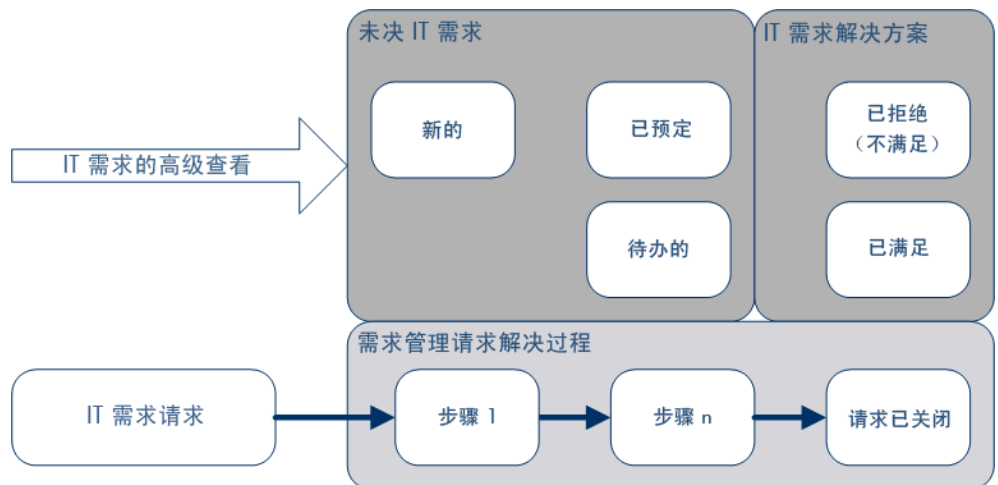 未决 IT 需求
IT 需求解决方案
新的
已预定
已拒绝
（不满足）
IT 需求的高级查看
待办的
已满足
需求管理请求解决过程
IT 需求请求
步骤 1
步骤 n
请求已关闭